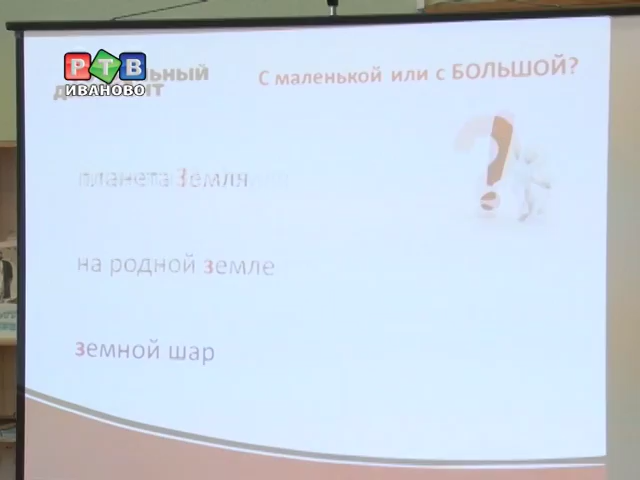 РТВ
ИВАНОВО
С маленькой или с БОЛЬШОЙ?
планета Земля
на родной земле
земной шар